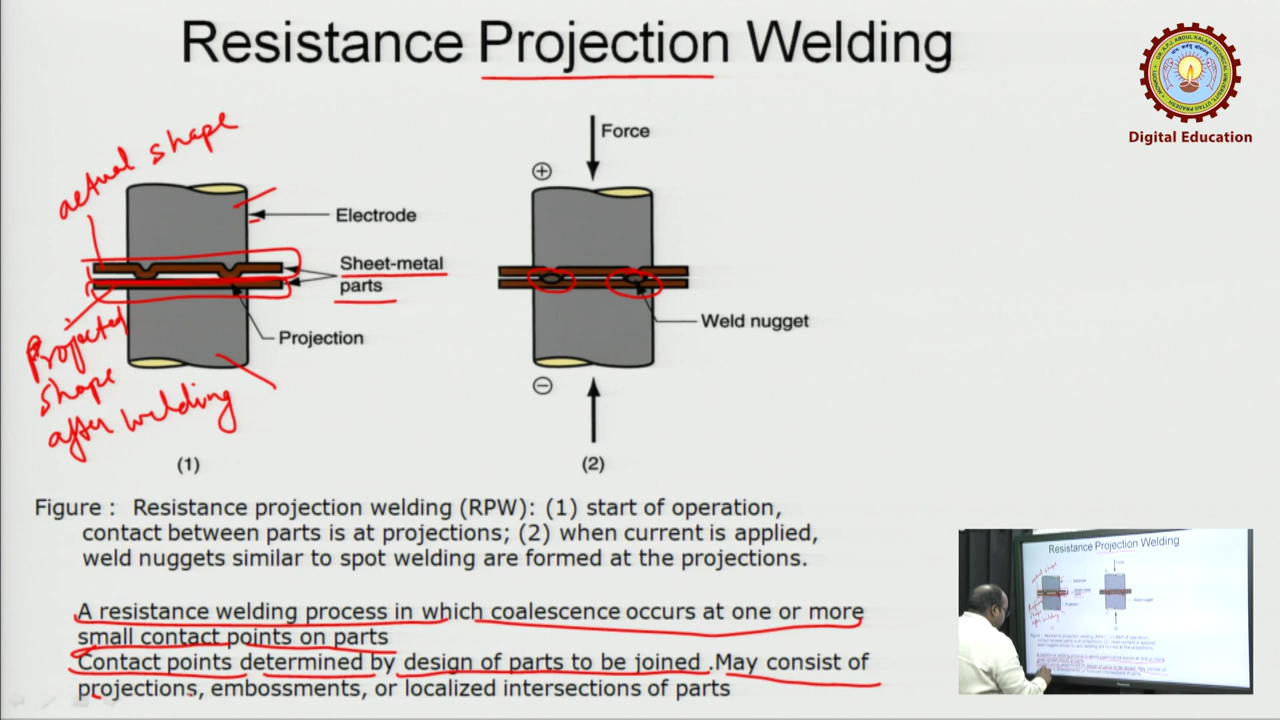 Resistance Projection Welding
Digital Education
actual shape
Force
Electrode
Sheet-metal
parts
Projection
Projected
shape
after welding
Weld nugget
(1)
(2)
Figure : Resistance projection welding (RPW): (1) start of operation,
contact between parts is at projections; (2) when current is applied,
weld nuggets similar to spot welding are formed at the projections.
A resistance welding process in which coalescence occurs at one or more
small contact points on parts
Contact points determined by design of parts to be joined .May consist of
projections, embossments, or localized intersections of parts
Resistance Projection Welding